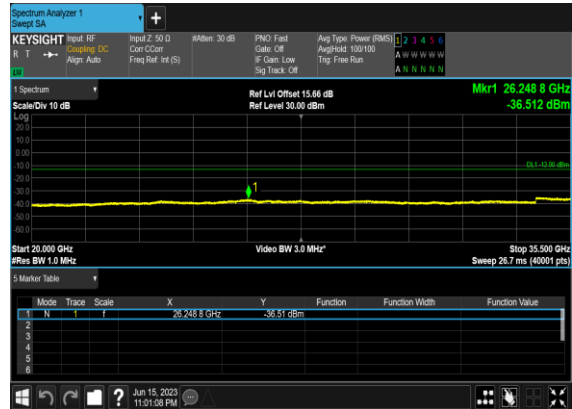 Spectrum Analyzer 1
Swept SA
+
KEYSIGHT Input: RF Input Z: 50 Ω #Atten: 30 dB PNO: Fast Avg Type: Power (RMS) 1 2 3 4 5 6
R T Coupling: DC Corr CCorr Gate: Off Avg|Hold: 100/100 A W W W W W
Align: Auto Freq Ref: Int (S) IF Gain: Low Trig: Free Run A N N N N N
Sig Track: Off
1 Spectrum Ref Lvl Offset 15.66 dB Mkr1 26.248 8 GHz
Scale/Div 10 dB Ref Level 30.00 dBm -36.512 dBm
Log
20.0
10.0
0.00
-10.0 DL1 -13.00 dBm
-20.0
-30.0 1
-40.0
-50.0
-60.0
Start 20.000 GHz Video BW 3.0 MHz* Stop 35.500 GHz
#Res BW 1.0 MHz Sweep 26.7 ms (40001 pts)
5 Marker Table
Mode Trace Scale X Y Function Function Width Function Value
1 N 1 f 26.248 8 GHz -36.51 dBm
2
3
4
5
6
? Jun 15, 2023
11:01:08 PM